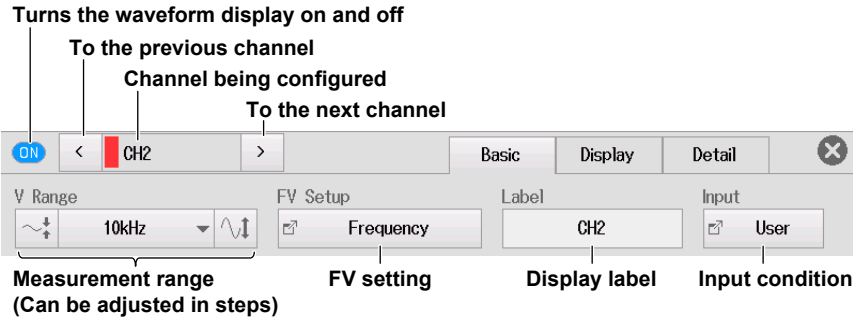 Turns the waveform display on and off
To the previous channel
Channel being configured
To the next channel
ON < CH2 > Basic Display Detail
V Range FV Setup Label Input
10kHz Frequency CH2 User
Measurement range FV setting Display label Input condition
(Can be adjusted in steps)